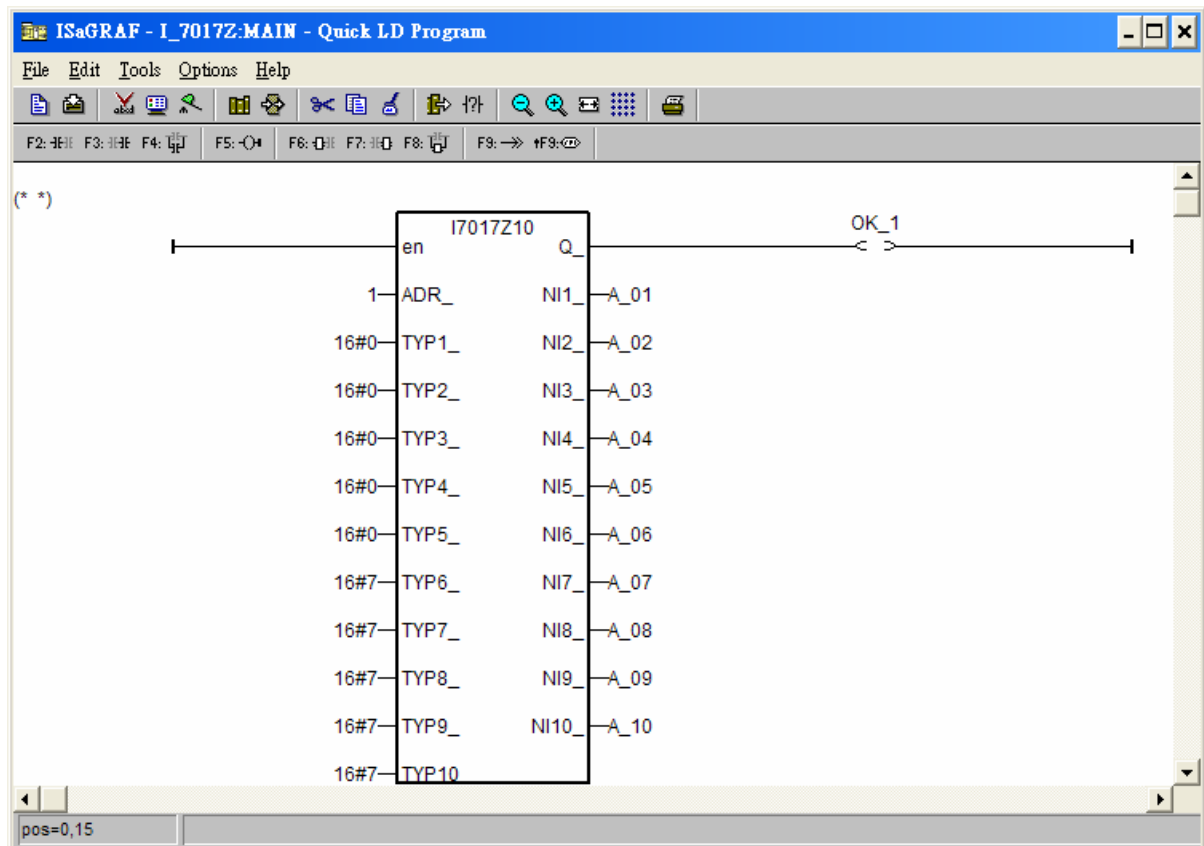 ISaGRAF - I_7017Z:MAIN - Quick LD Program
File Edit Tools Options Help
F2: F3: F4: F5: F6: F7: F8: F9: F9:
(* *)
I7017Z10 OK_1
en Q_
1 ADR_ NI1_ A_01
16#0 TYP1_ NI2_ A_02
16#0 TYP2_ NI3_ A_03
16#0 TYP3_ NI4_ A_04
16#0 TYP4_ NI5_ A_05
16#0 TYP5_ NI6_ A_06
16#7 TYP6_ NI7_ A_07
16#7 TYP7_ NI8_ A_08
16#7 TYP8_ NI9_ A_09
16#7 TYP9_ NI10_ A_10
16#7 TYP10
pos=0,15